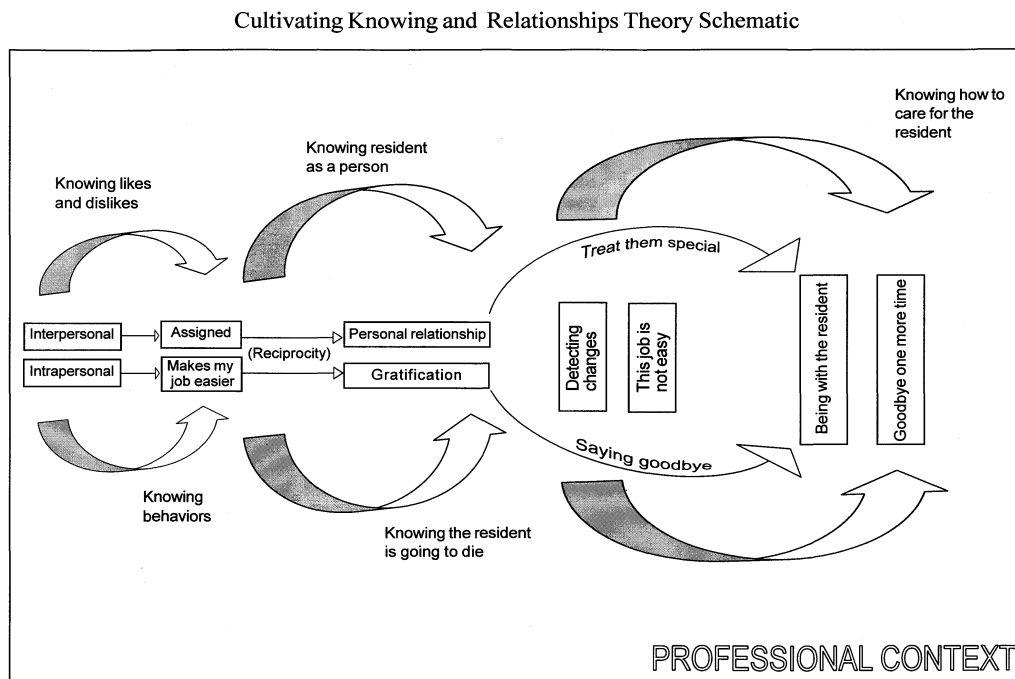 Cultivating Knowing and Relationships Theory Schematic
Knowing how to
care for the
resident
Knowing resident
as a person
Knowing likes
and dislikes
Treat them special
Interpersonal
Assigned
Personal relationship
(Reciprocity)
Intrapersonal
Makes my
job easier
Gratification
Detecting
changes
This job is
not easy
Being with the resident
Goodbye one more time
Saying goodbye
Knowing
behaviors
Knowing the resident
is going to die
PROFESSIONAL CONTEXT